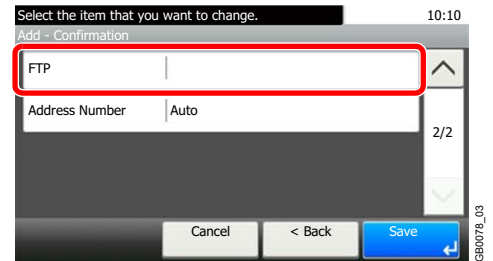 Select the item that you want to change.
10:10
Add - Confirmation
FTP
Address Number Auto
2/2
Cancel < Back Save
GB0078_03